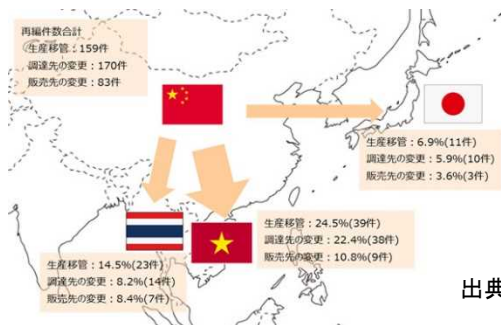 再編件数合計
生産移管：159件
調達先の変更：170件
販売先の変更：83件
生産移管：6.9%(11件)
調達先の変更：5.9%(10件)
販売先の変更：3.6%(3件)
生産移管：24.5%(39件)
調達先の変更：22.4%(38件)
販売先の変更：10.8%(9件)
生産移管：14.5%(23件)
調達先の変更：8.2%(14件)
販売先の変更：8.4%(7件)
出典